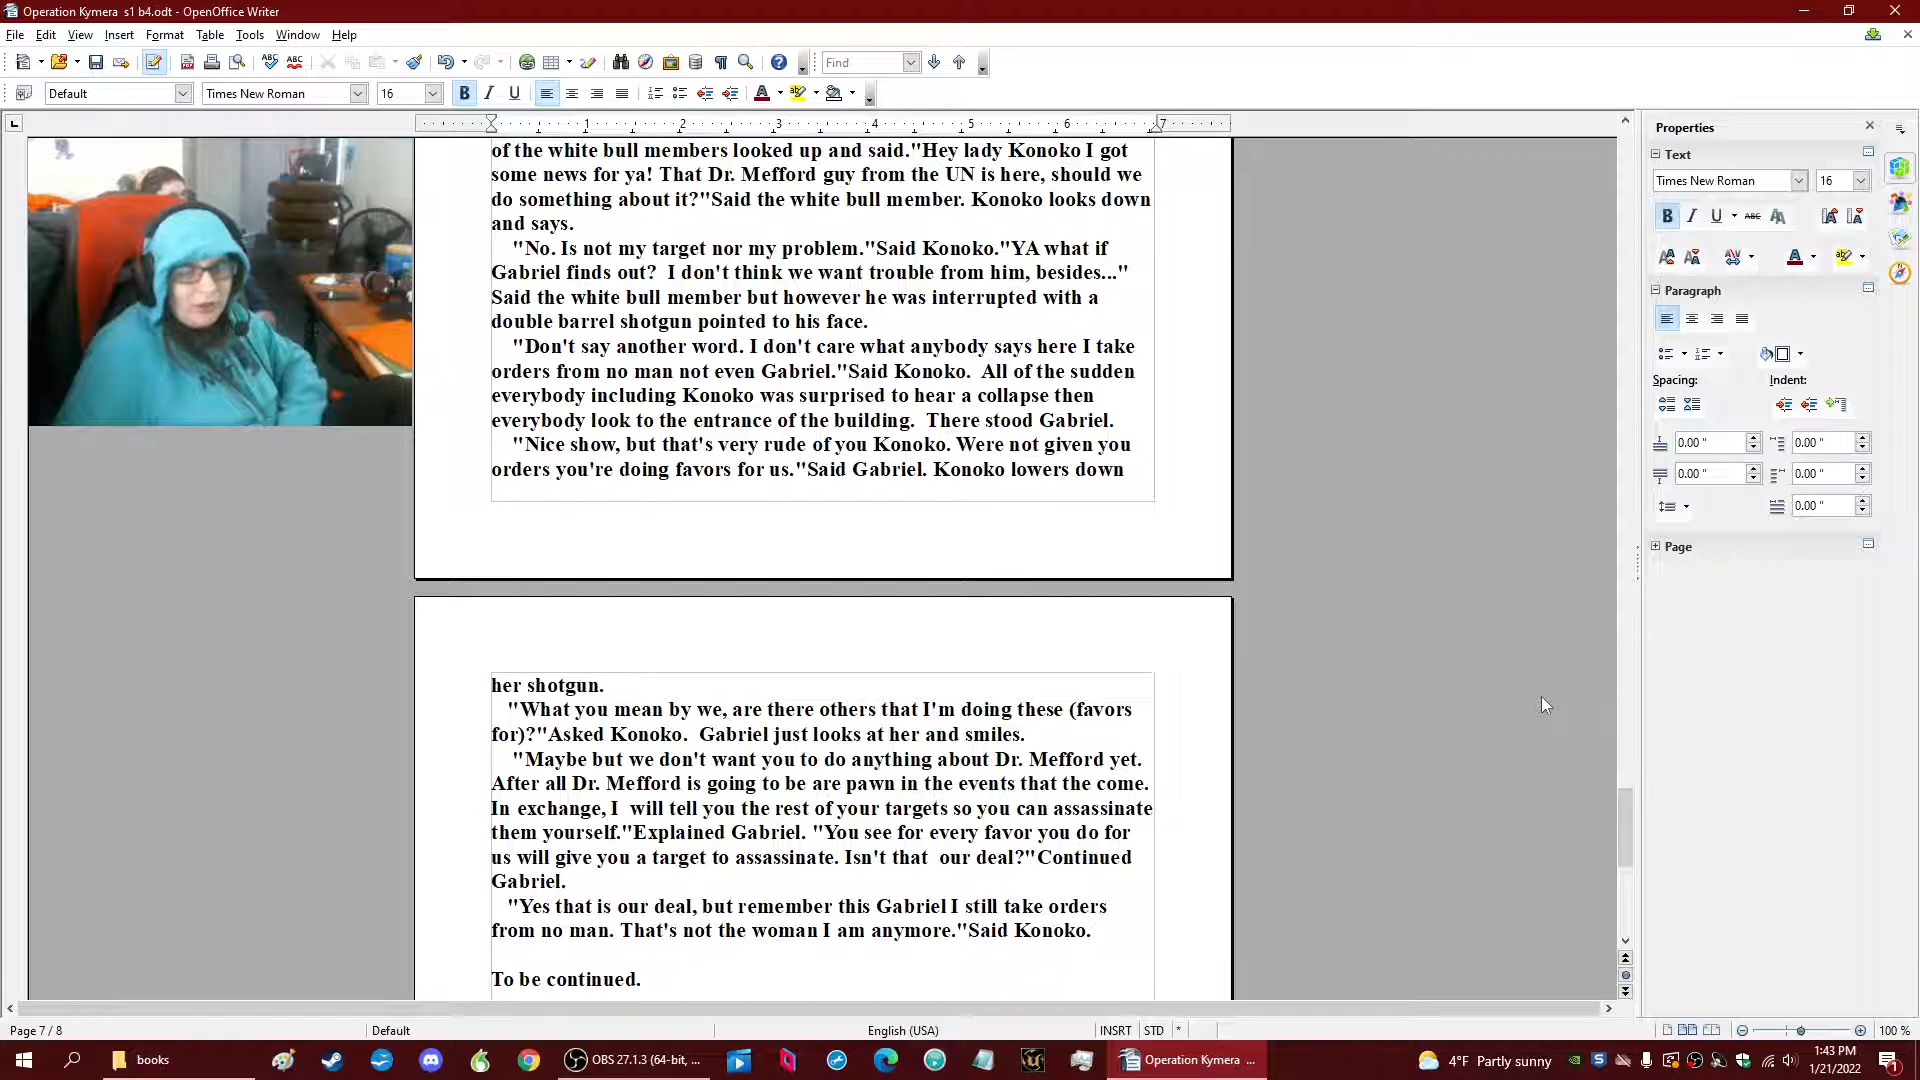 Operation Kymera  s1 b4.odt - OpenOffice Writer
File Edit View Insert Format Table Tools Window Help
Find
Default Times New Roman 16
1 2 3 4 5 6 7
of the white bull members looked up and said."Hey lady Konoko I got
some news for ya! That Dr. Mefford guy from the UN is here, should we
do something about it?"Said the white bull member. Konoko looks down
and says.
"No. Is not my target nor my problem."Said Konoko."YA what if
Gabriel finds out?  I don't think we want trouble from him, besides..."
Said the white bull member but however he was interrupted with a
double barrel shotgun pointed to his face.
"Don't say another word. I don't care what anybody says here I take
orders from no man not even Gabriel."Said Konoko.  All of the sudden
everybody including Konoko was surprised to hear a collapse then
everybody look to the entrance of the building.  There stood Gabriel.
"Nice show, but that's very rude of you Konoko. Were not given you
orders you're doing favors for us."Said Gabriel. Konoko lowers down
her shotgun.
"What you mean by we, are there others that I'm doing these (favors
for)?"Asked Konoko.  Gabriel just looks at her and smiles.
"Maybe but we don't want you to do anything about Dr. Mefford yet.
After all Dr. Mefford is going to be are pawn in the events that the come.
In exchange, I  will tell you the rest of your targets so you can assassinate
them yourself."Explained Gabriel. "You see for every favor you do for
us will give you a target to assassinate. Isn't that  our deal?"Continued
Gabriel.
"Yes that is our deal, but remember this Gabriel I still take orders
from no man. That's not the woman I am anymore."Said Konoko.
To be continued.
Properties
Text
Times New Roman 16
Paragraph
Spacing: Indent:
0.00 " 0.00 "
0.00 " 0.00 "
0.00 "
Page
Page 7 / 8 Default English (USA) INSRT STD * 100 %
books OBS 27.1.3 (64-bit, ... Operation Kymera ... 4°F Partly sunny 1:43 PM
1/21/2022